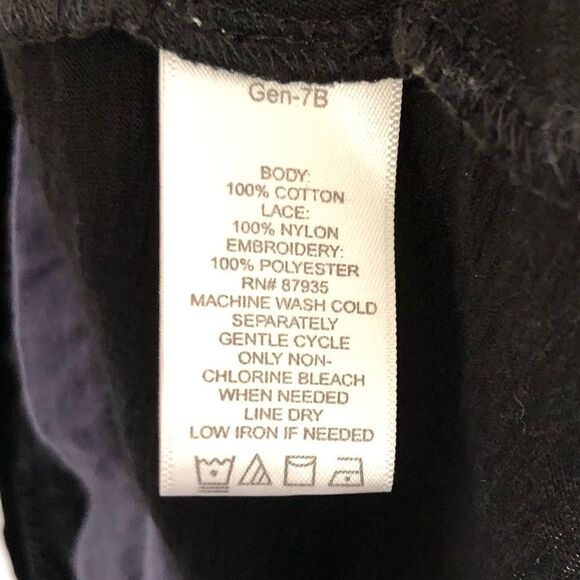 Gen-7B
BODY:
100% COTTON
LACE:
100% NYLON
EMBROIDERY:
100% POLYESTER
RN# 87935
MACHINE WASH COLD
SEPARATELY
GENTLE CYCLE
ONLY NON-
CHLORINE BLEACH
WHEN NEEDED
LINE DRY
LOW IRON IF NEEDED